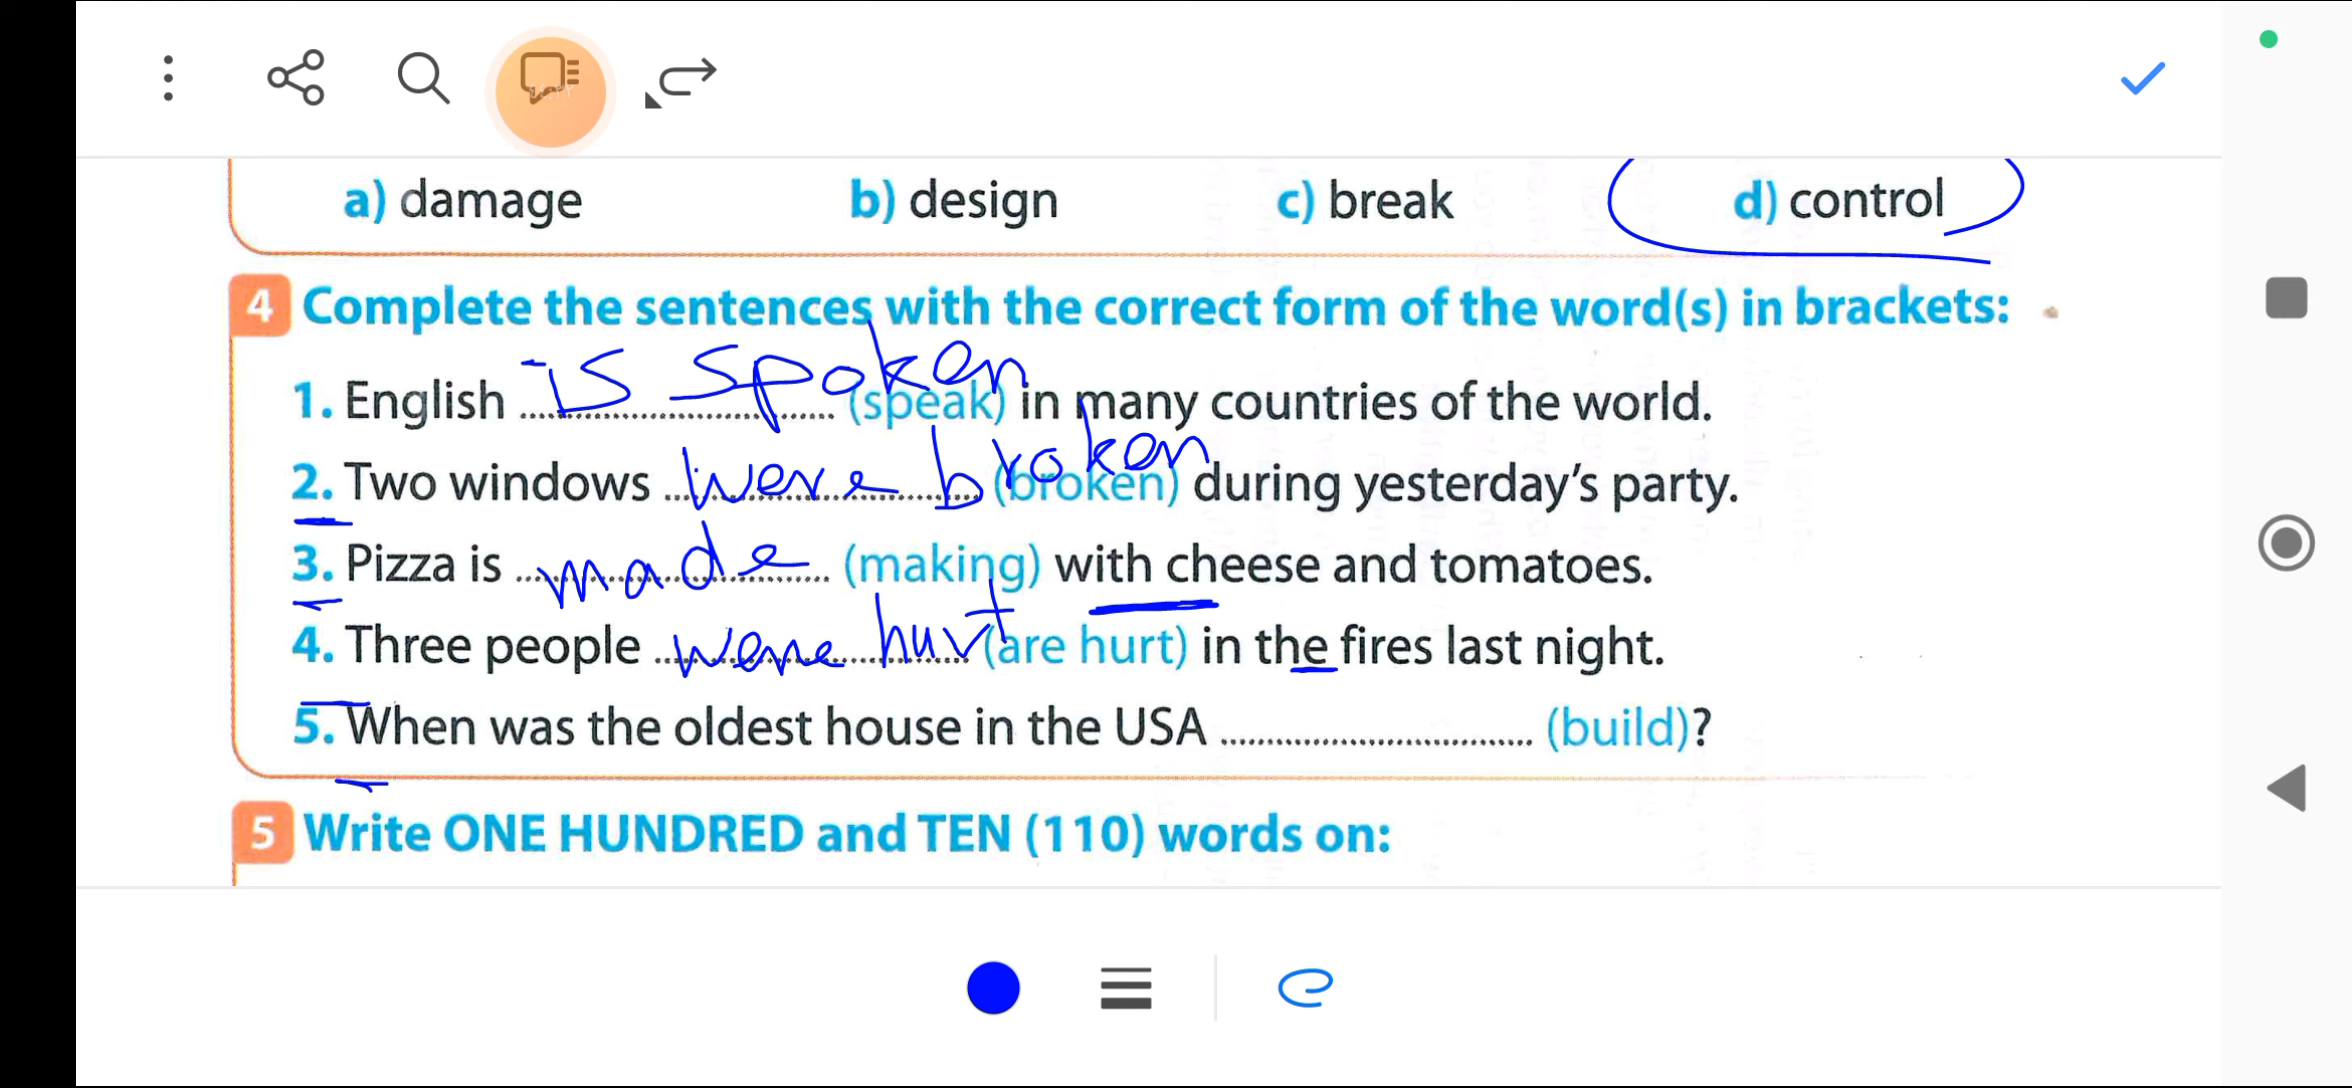 a) damage b) design c) break d) control
4 Complete the sentences with the correct form of the word(s) in brackets:
1. English is spoken (speak) in many countries of the world.
2. Two windows were broken (broken) during yesterday's party.
3. Pizza is made (making) with cheese and tomatoes.
4. Three people were hurt (are hurt) in the fires last night.
5. When was the oldest house in the USA .............................. (build)?
5 Write ONE HUNDRED and TEN (110) words on: